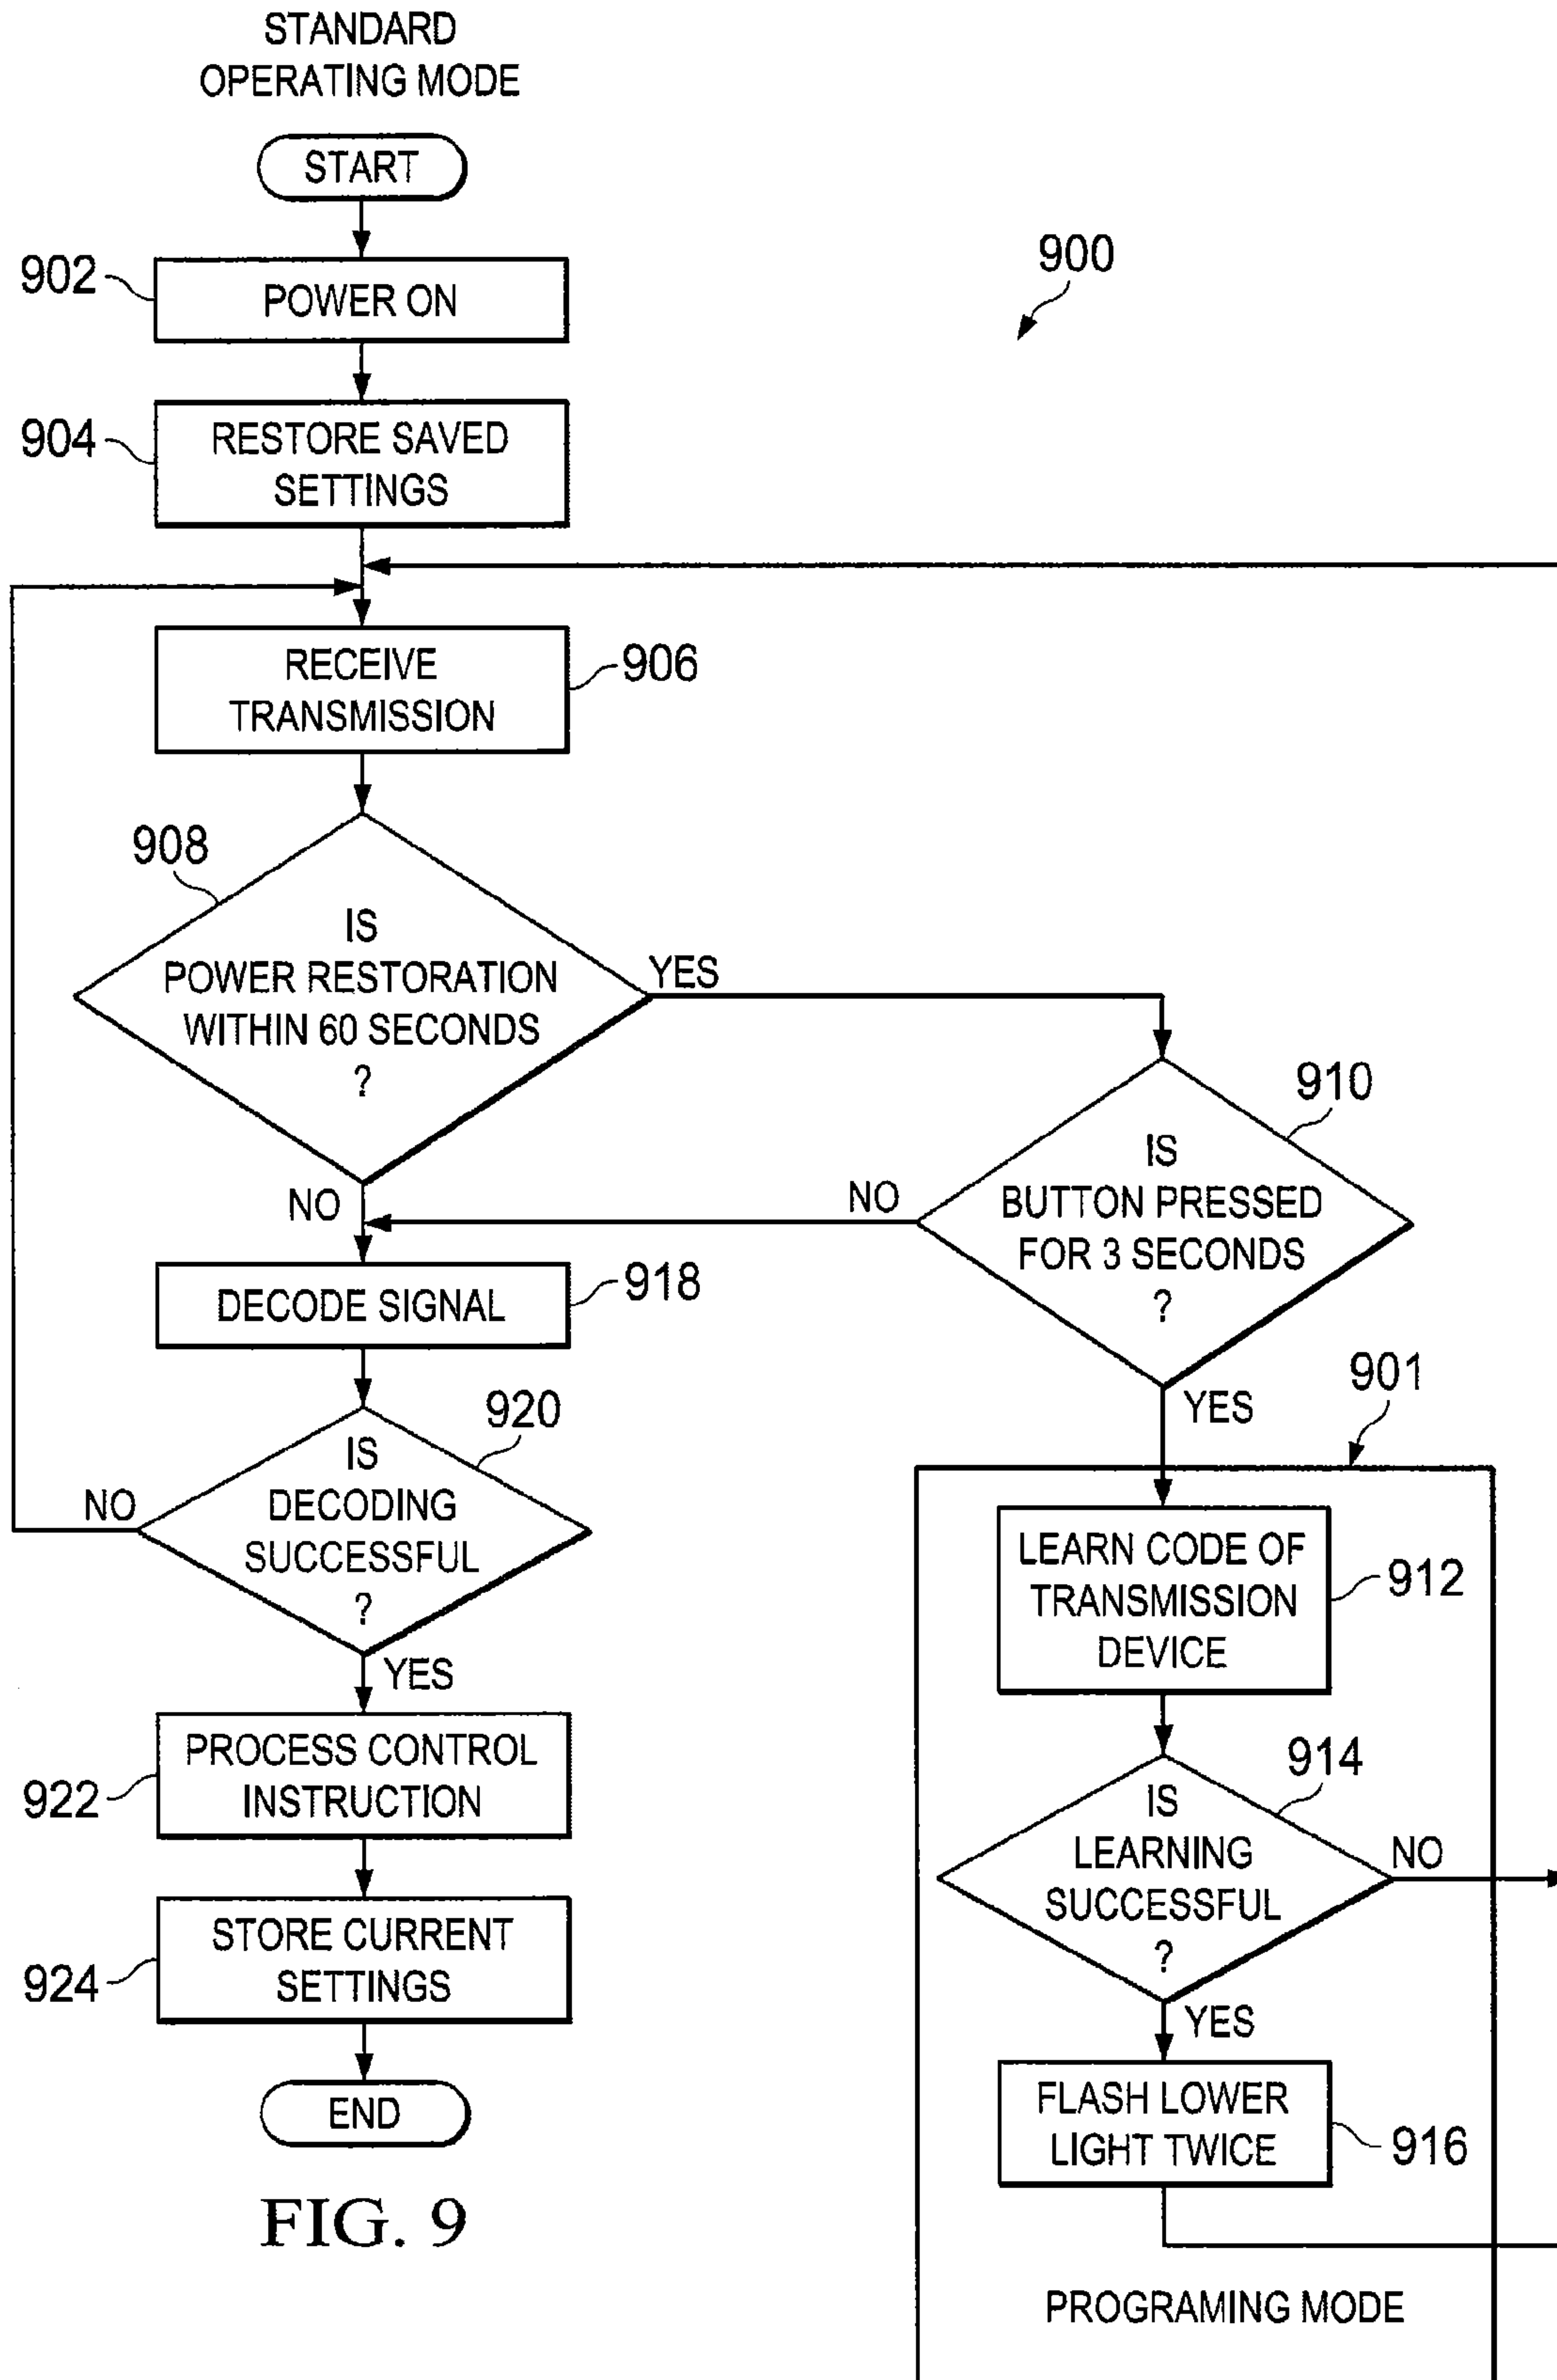 STANDARD
OPERATING MODE
START
900
902
POWER ON
904
RESTORE SAVED
SETTINGS
RECEIVE
TRANSMISSION
906
908
IS
POWER RESTORATION
WITHIN 60 SECONDS
?
YES
NO
910
IS
BUTTON PRESSED
FOR 3 SECONDS
?
NO
YES
901
918
DECODE SIGNAL
920
IS
DECODING
SUCCESSFUL
?
NO
YES
LEARN CODE OF
TRANSMISSION
DEVICE
912
922
PROCESS CONTROL
INSTRUCTION
914
IS
LEARNING
SUCCESSFUL
?
NO
YES
924
STORE CURRENT
SETTINGS
END
FLASH LOWER
LIGHT TWICE
916
PROGRAMING MODE
FIG. 9